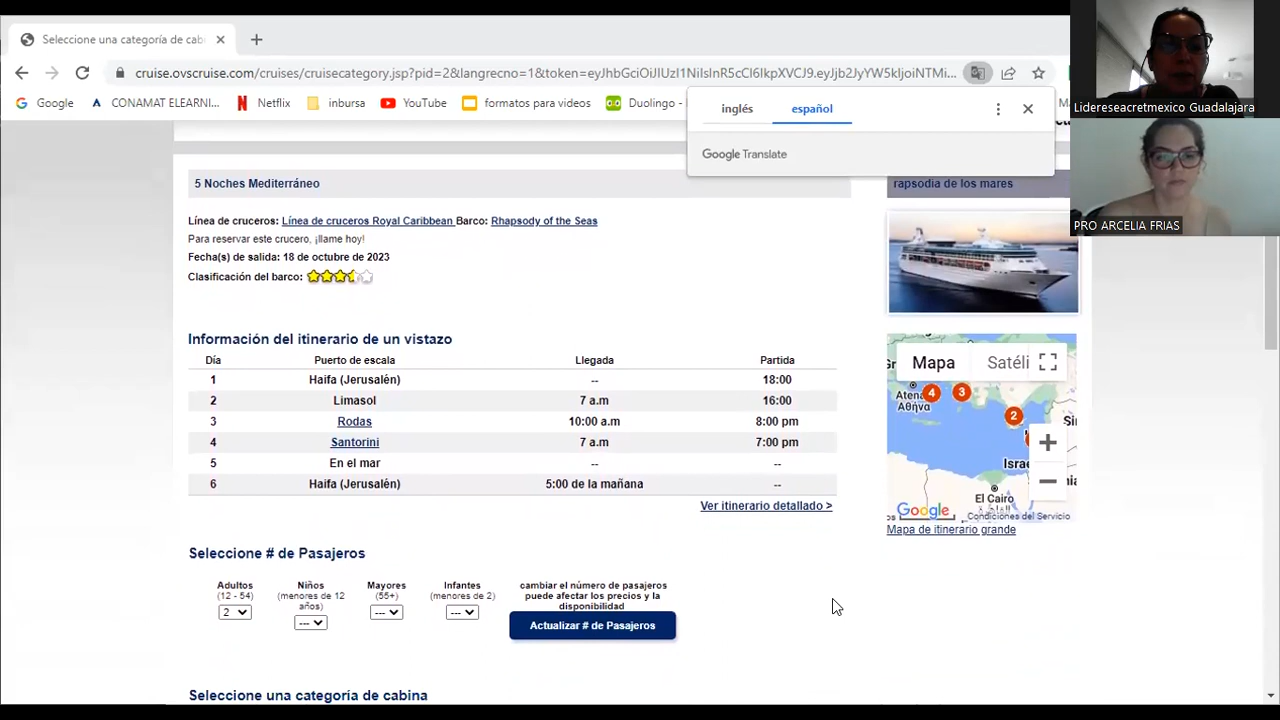 Seleccione una categoría de cab
cruise.ovscruise.com/cruises/cruisecategory.jsp?pid=2&langrecno=1&token=eyJhbGciOiJIUzI1NiIsInR5cCI6IkpXVCJ9.eyJjb2JyYW5kIjoiNTMi...
Google
CONAMAT ELEARNI...
Netflix
inbursa
YouTube
formatos para videos
Duolingo -
inglés
español
Google Translate
Lidereseacretmexico Guadalajara
PRO ARCELIA FRIAS
5 Noches Mediterráneo
rapsodia de los mares
Línea de cruceros: Línea de cruceros Royal Caribbean Barco: Rhapsody of the Seas
Para reservar este crucero, ¡llame hoy!
Fecha(s) de salida: 18 de octubre de 2023
Clasificación del barco:
Información del itinerario de un vistazo
Día Puerto de escala Llegada Partida
1 Haifa (Jerusalén) -- 18:00
2 Limasol 7 a.m 16:00
3 Rodas 10:00 a.m 8:00 pm
4 Santorini 7 a.m 7:00 pm
5 En el mar -- --
6 Haifa (Jerusalén) 5:00 de la mañana --
Ver itinerario detallado >
Mapa Satéli
Atena
Αθήνα
4
3
2
Sir
Israe
El Cairo
Google
Condiciones del Servicio
Mapa de itinerario grande
Seleccione # de Pasajeros
Adultos
(12 - 54)
2
Niños
(menores de 12
años)
---
Mayores
(55+)
---
Infantes
(menores de 2)
---
cambiar el número de pasajeros
puede afectar los precios y la
disponibilidad
Actualizar # de Pasajeros
Seleccione una categoría de cabina